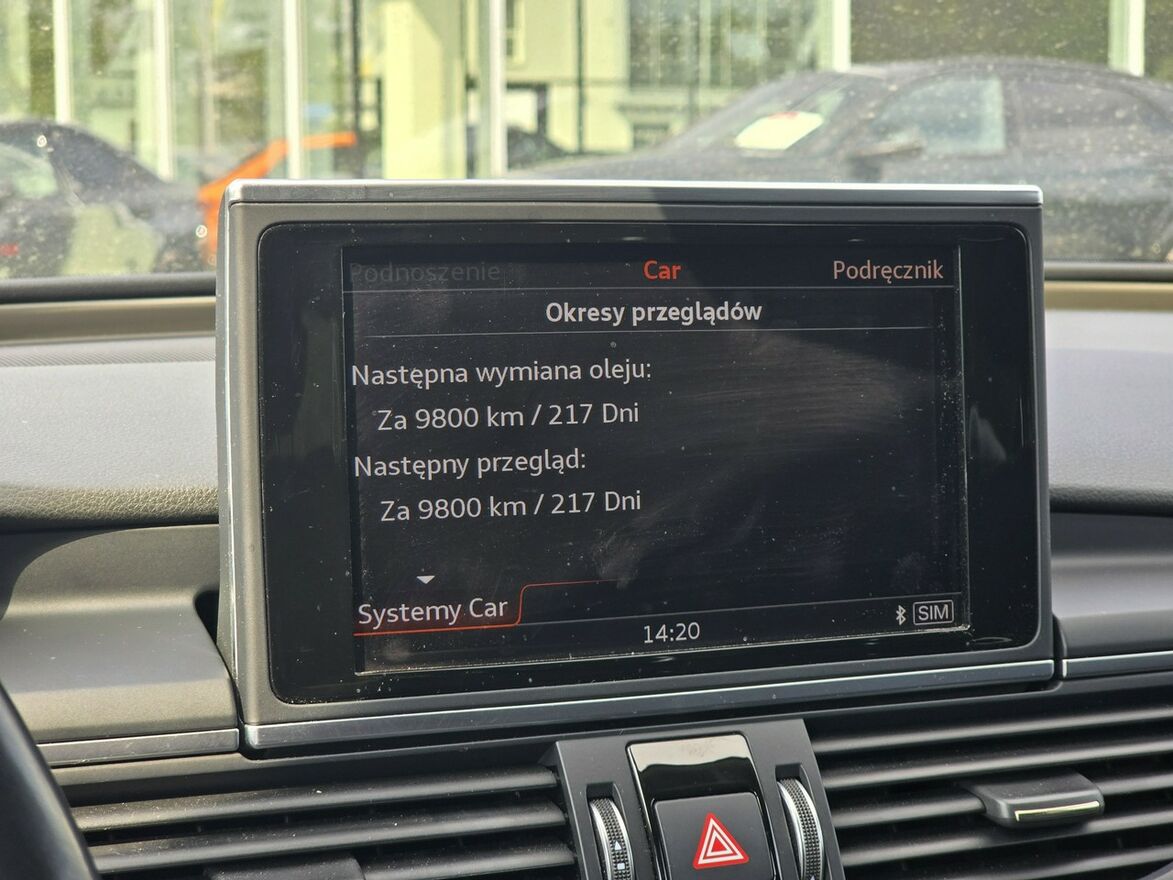 Podnoszenie Car Podręcznik
Okresy przeglądów
Następna wymiana oleju:
Za 9800 km / 217 Dni
Następny przegląd:
Za 9800 km / 217 Dni
Systemy Car
14:20 SIM